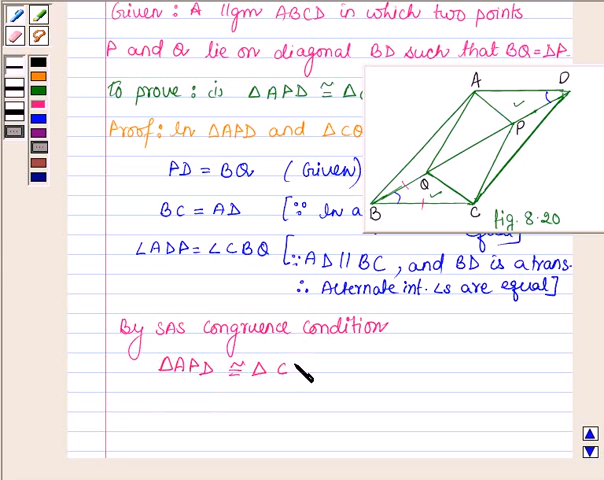 Given : A ||gm ABCD in which two points
P and Q lie on diagonal BD such that BQ = DP.
To prove : i) ΔAPD ≅ Δ
Proof : In ΔAPD and ΔCQ
PD = BQ (Given)
BC = AD [∵ In a
equal]
∠ADP = ∠CBQ [∵ AD || BC, and BD is a trans.
∴ Alternate int. ∠s are equal]
By SAS congruence condition
ΔAPD ≅ Δ C
A
D
P
Q
B
C
Fig. 8.20